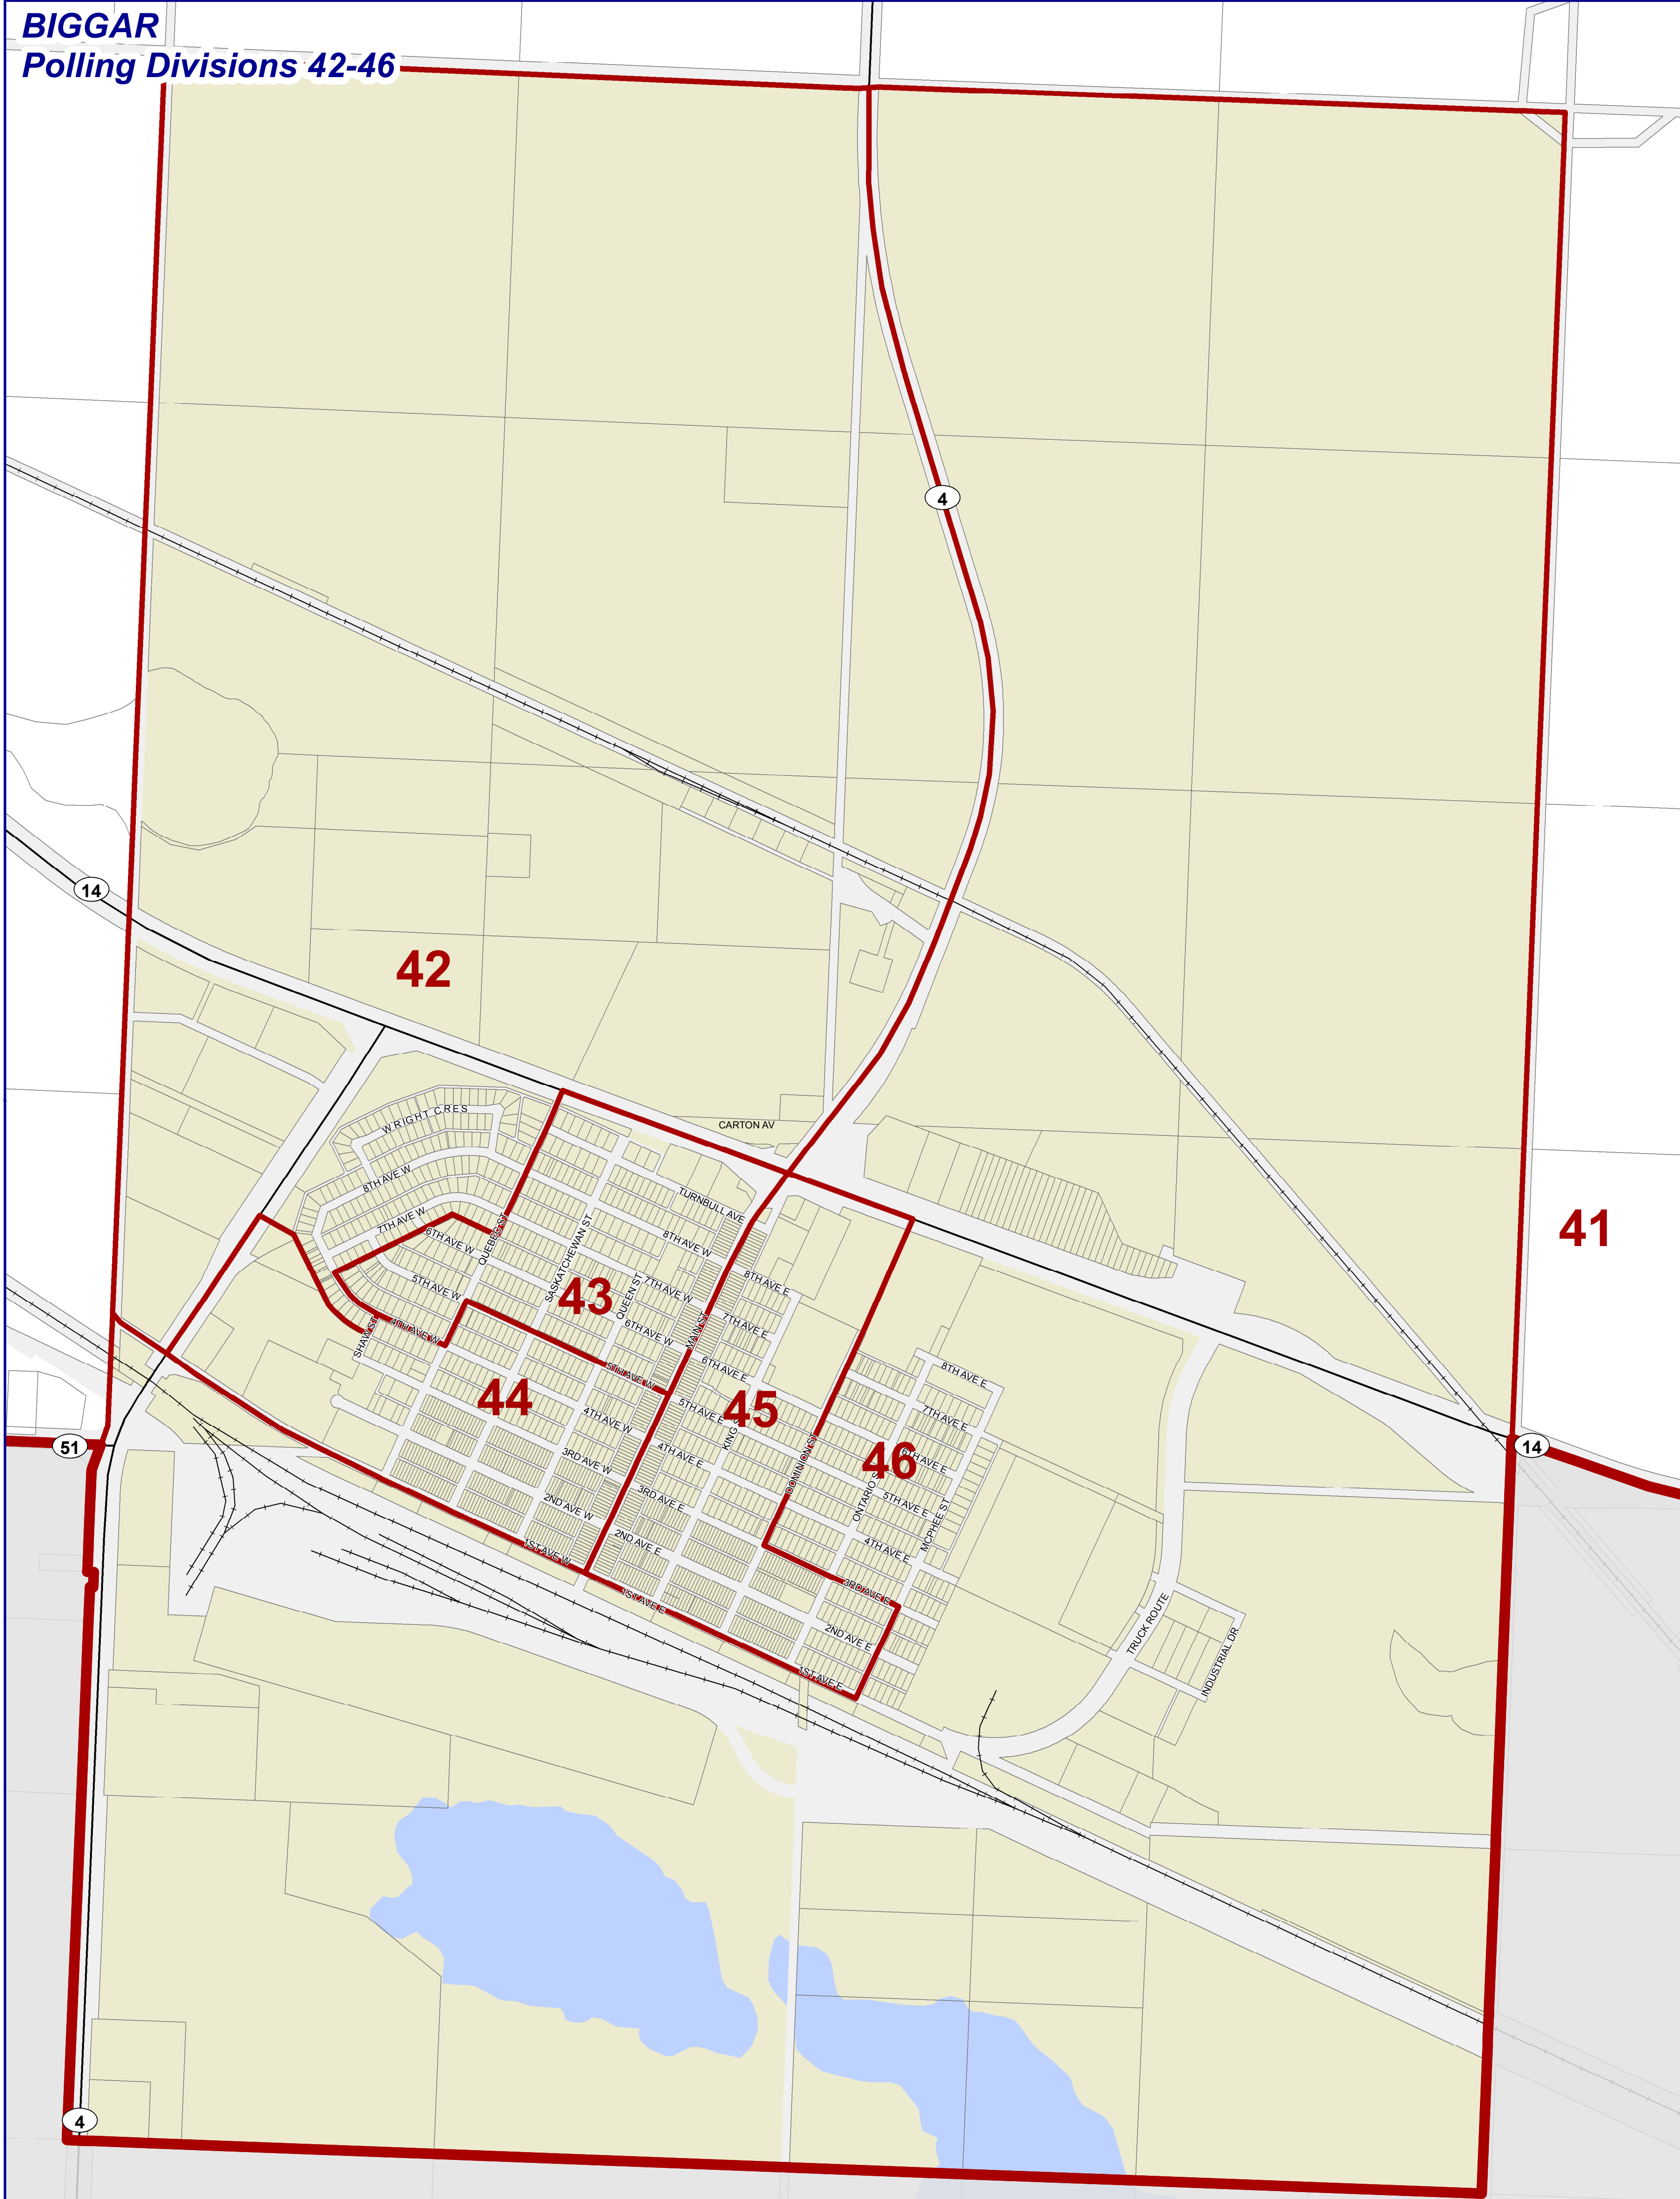 BIGGAR
Polling Divisions 42-46
4
14
42
CARTON AV
WRIGHT CRES
8TH AVE W
TURNBULL AVE
7TH AVE W
QUEBEC ST
6TH AVE W
SASKATCHEWAN ST
8TH AVE W
41
5TH AVE W
43
QUEEN ST
7TH AVE W
8TH AVE E
4TH AVE W
SHAW ST
6TH AVE W
MAIN ST
7TH AVE E
5TH AVE W
6TH AVE E
8TH AVE E
44
45
5TH AVE E
KING ST
7TH AVE E
4TH AVE W
51
14
3RD AVE W
4TH AVE E
DOMINION ST
46
6TH AVE E
2ND AVE W
3RD AVE E
ONTARIO ST
5TH AVE E
MCPHEE ST
1ST AVE W
2ND AVE E
4TH AVE E
1ST AVE E
3RD AVE E
2ND AVE E
TRUCK ROUTE
INDUSTRIAL DR
1ST AVE E
4